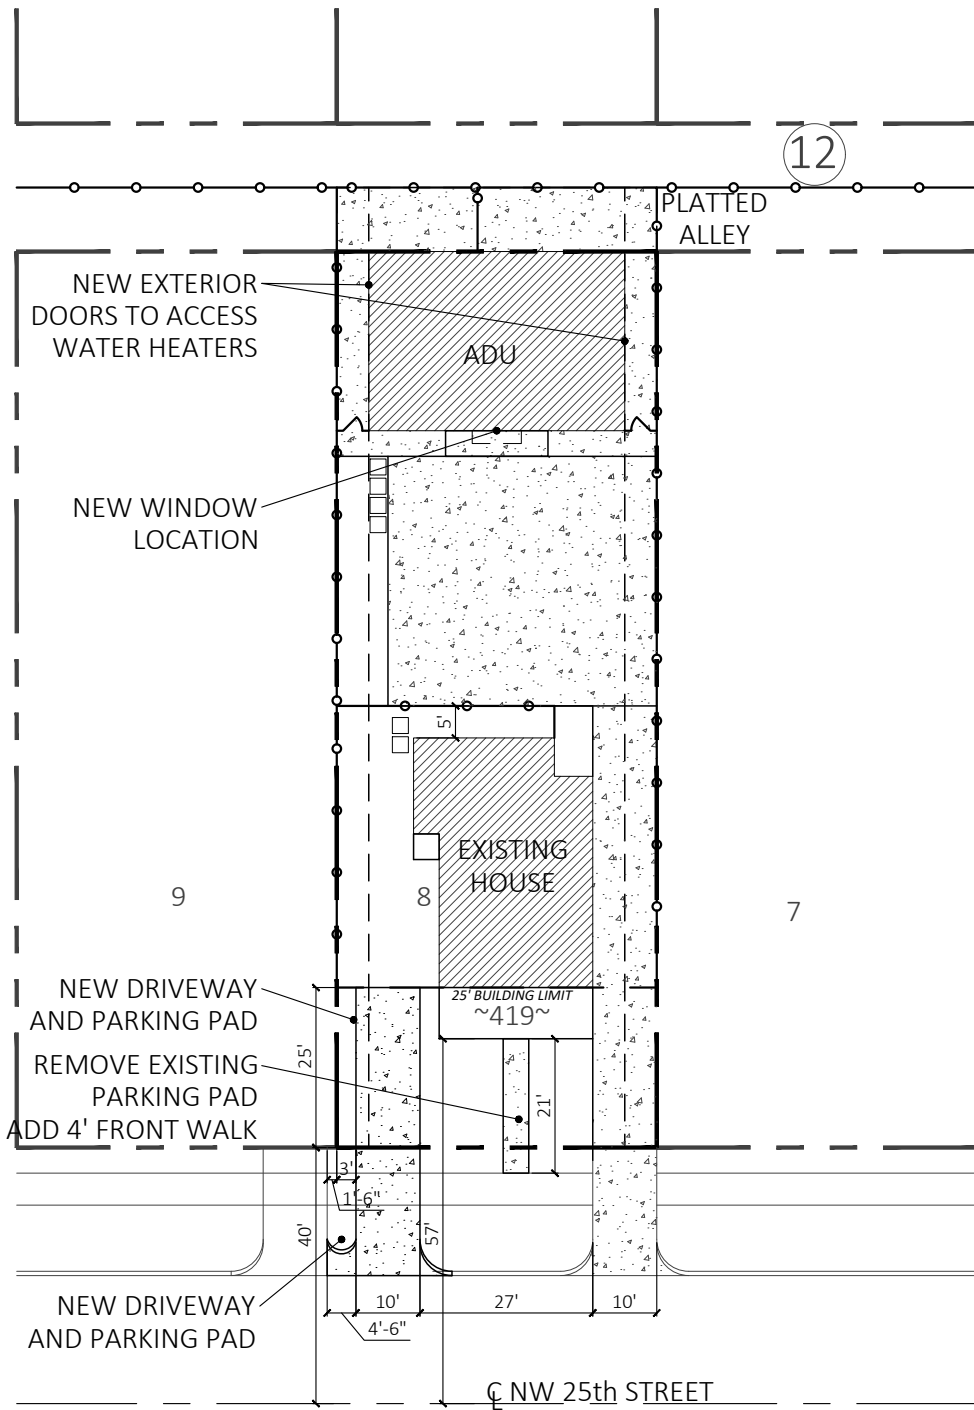 12
PLATTED
ALLEY
NEW EXTERIOR
DOORS TO ACCESS
WATER HEATERS
ADU
NEW WINDOW
LOCATION
5'
EXISTING
HOUSE
9
8
7
NEW DRIVEWAY
AND PARKING PAD
25' BUILDING LIMIT
~419~
25'
REMOVE EXISTING
PARKING PAD
ADD 4' FRONT WALK
21'
3'
1'-6"
40'
57'
NEW DRIVEWAY
AND PARKING PAD
10'
27'
10'
4'-6"
℄ NW 25th STREET